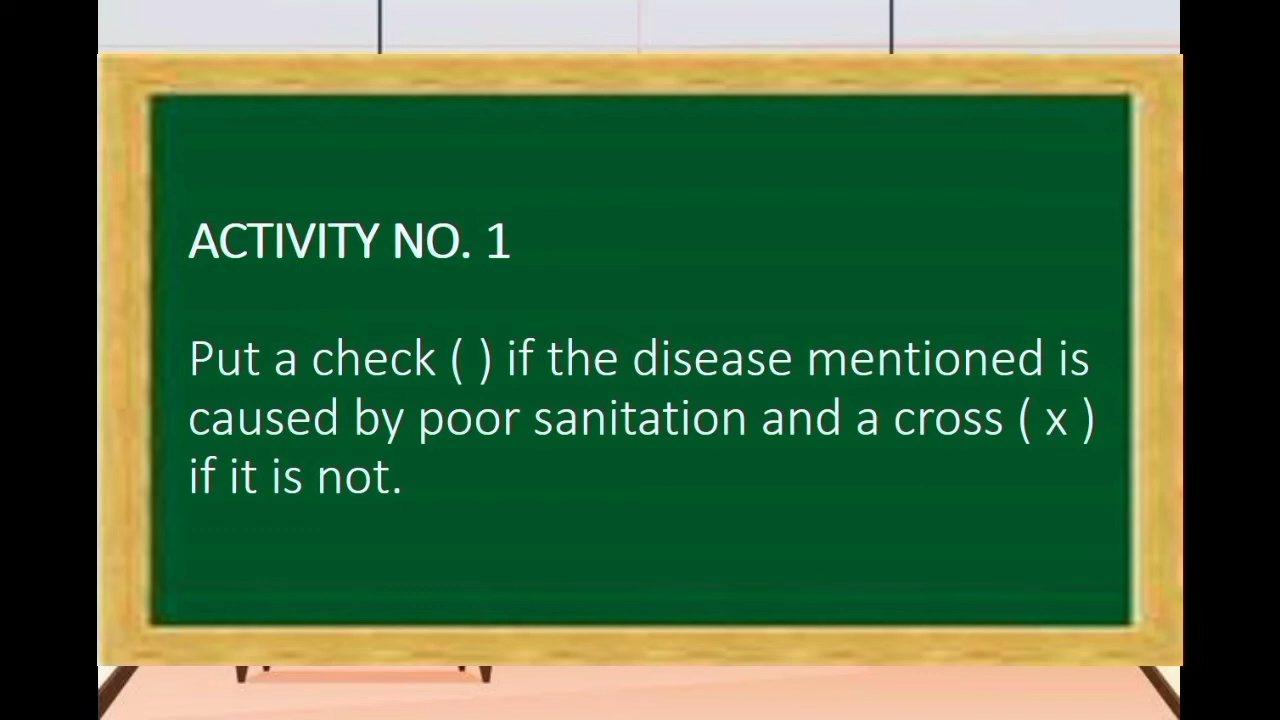 ACTIVITY NO. 1
Put a check ( ) if the disease mentioned is
caused by poor sanitation and a cross ( x )
if it is not.